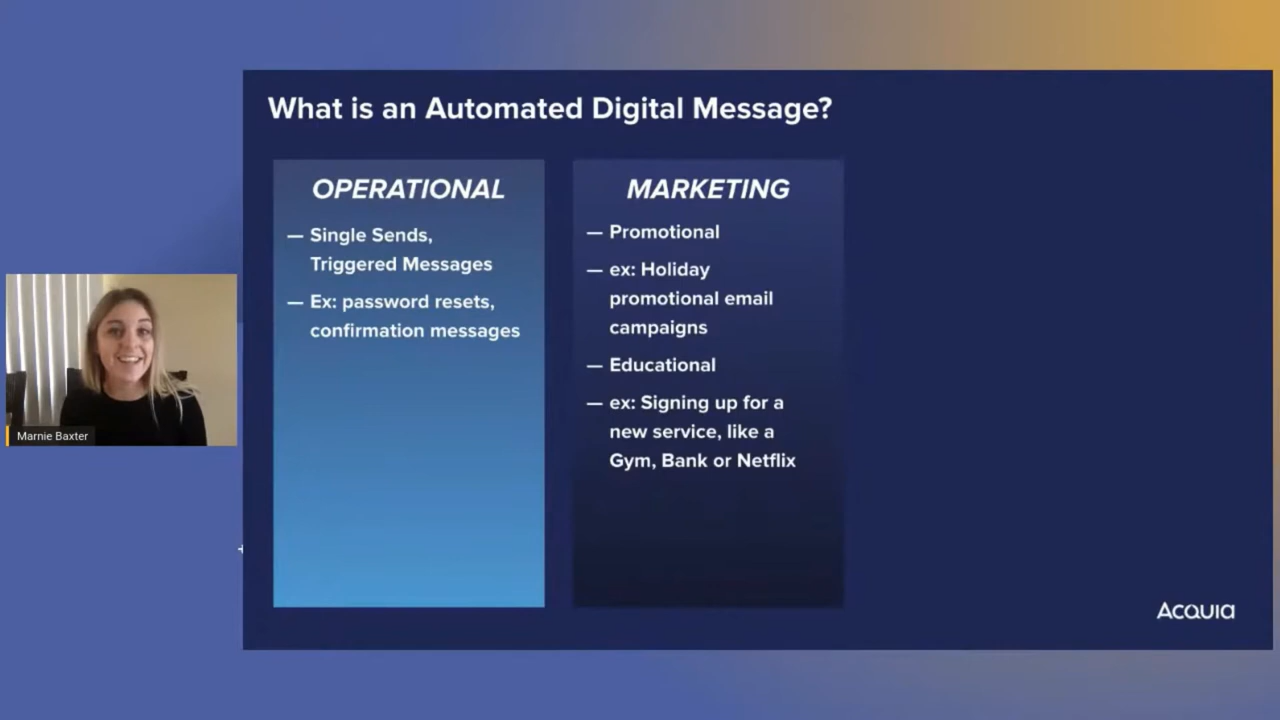 What is an Automated Digital Message?
OPERATIONAL
— Single Sends,
Triggered Messages
— Ex: password resets,
confirmation messages
MARKETING
— Promotional
— ex: Holiday
promotional email
campaigns
— Educational
— ex: Signing up for a
new service, like a
Gym, Bank or Netflix
Marnie Baxter
Acquia